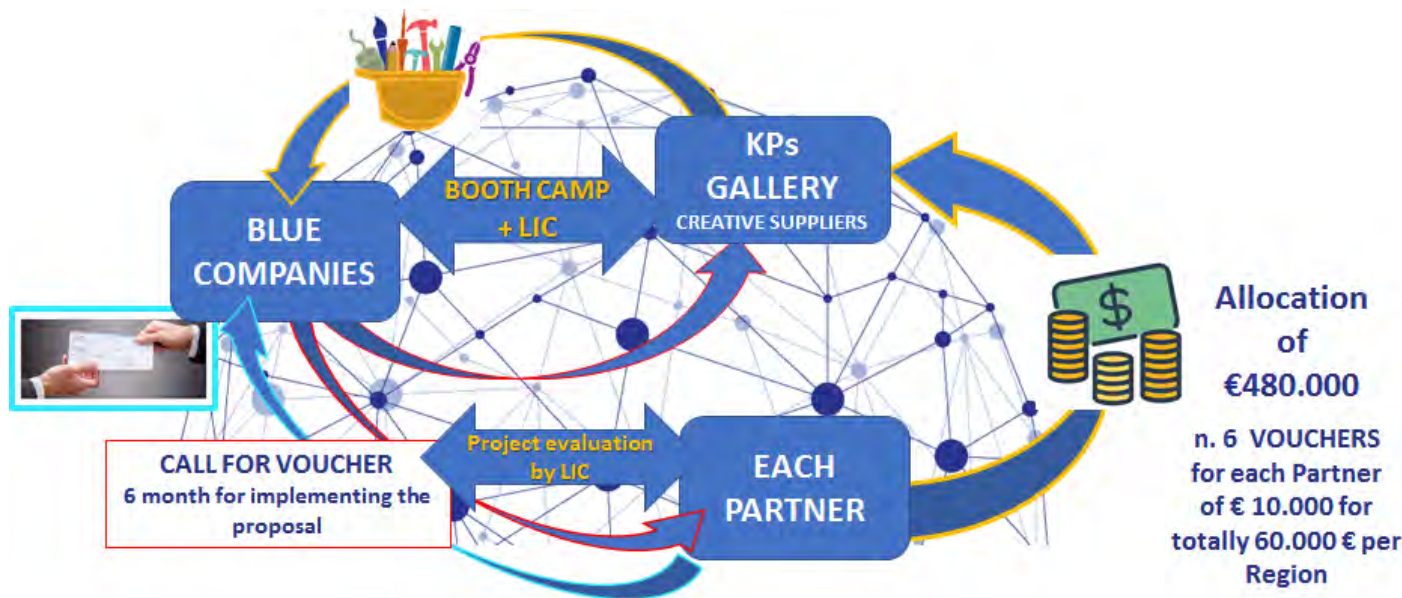 KPs
GALLERY
CREATIVE SUPPLIERS
BOOTH CAMP
+ LIC
BLUE
COMPANIES
$
Allocation
of
€480.000
n. 6 VOUCHERS
for each Partner
of € 10.000 for
totally 60.000 € per
Region
Project evaluation
by LIC
CALL FOR VOUCHER
6 month for implementing the
proposal
EACH
PARTNER